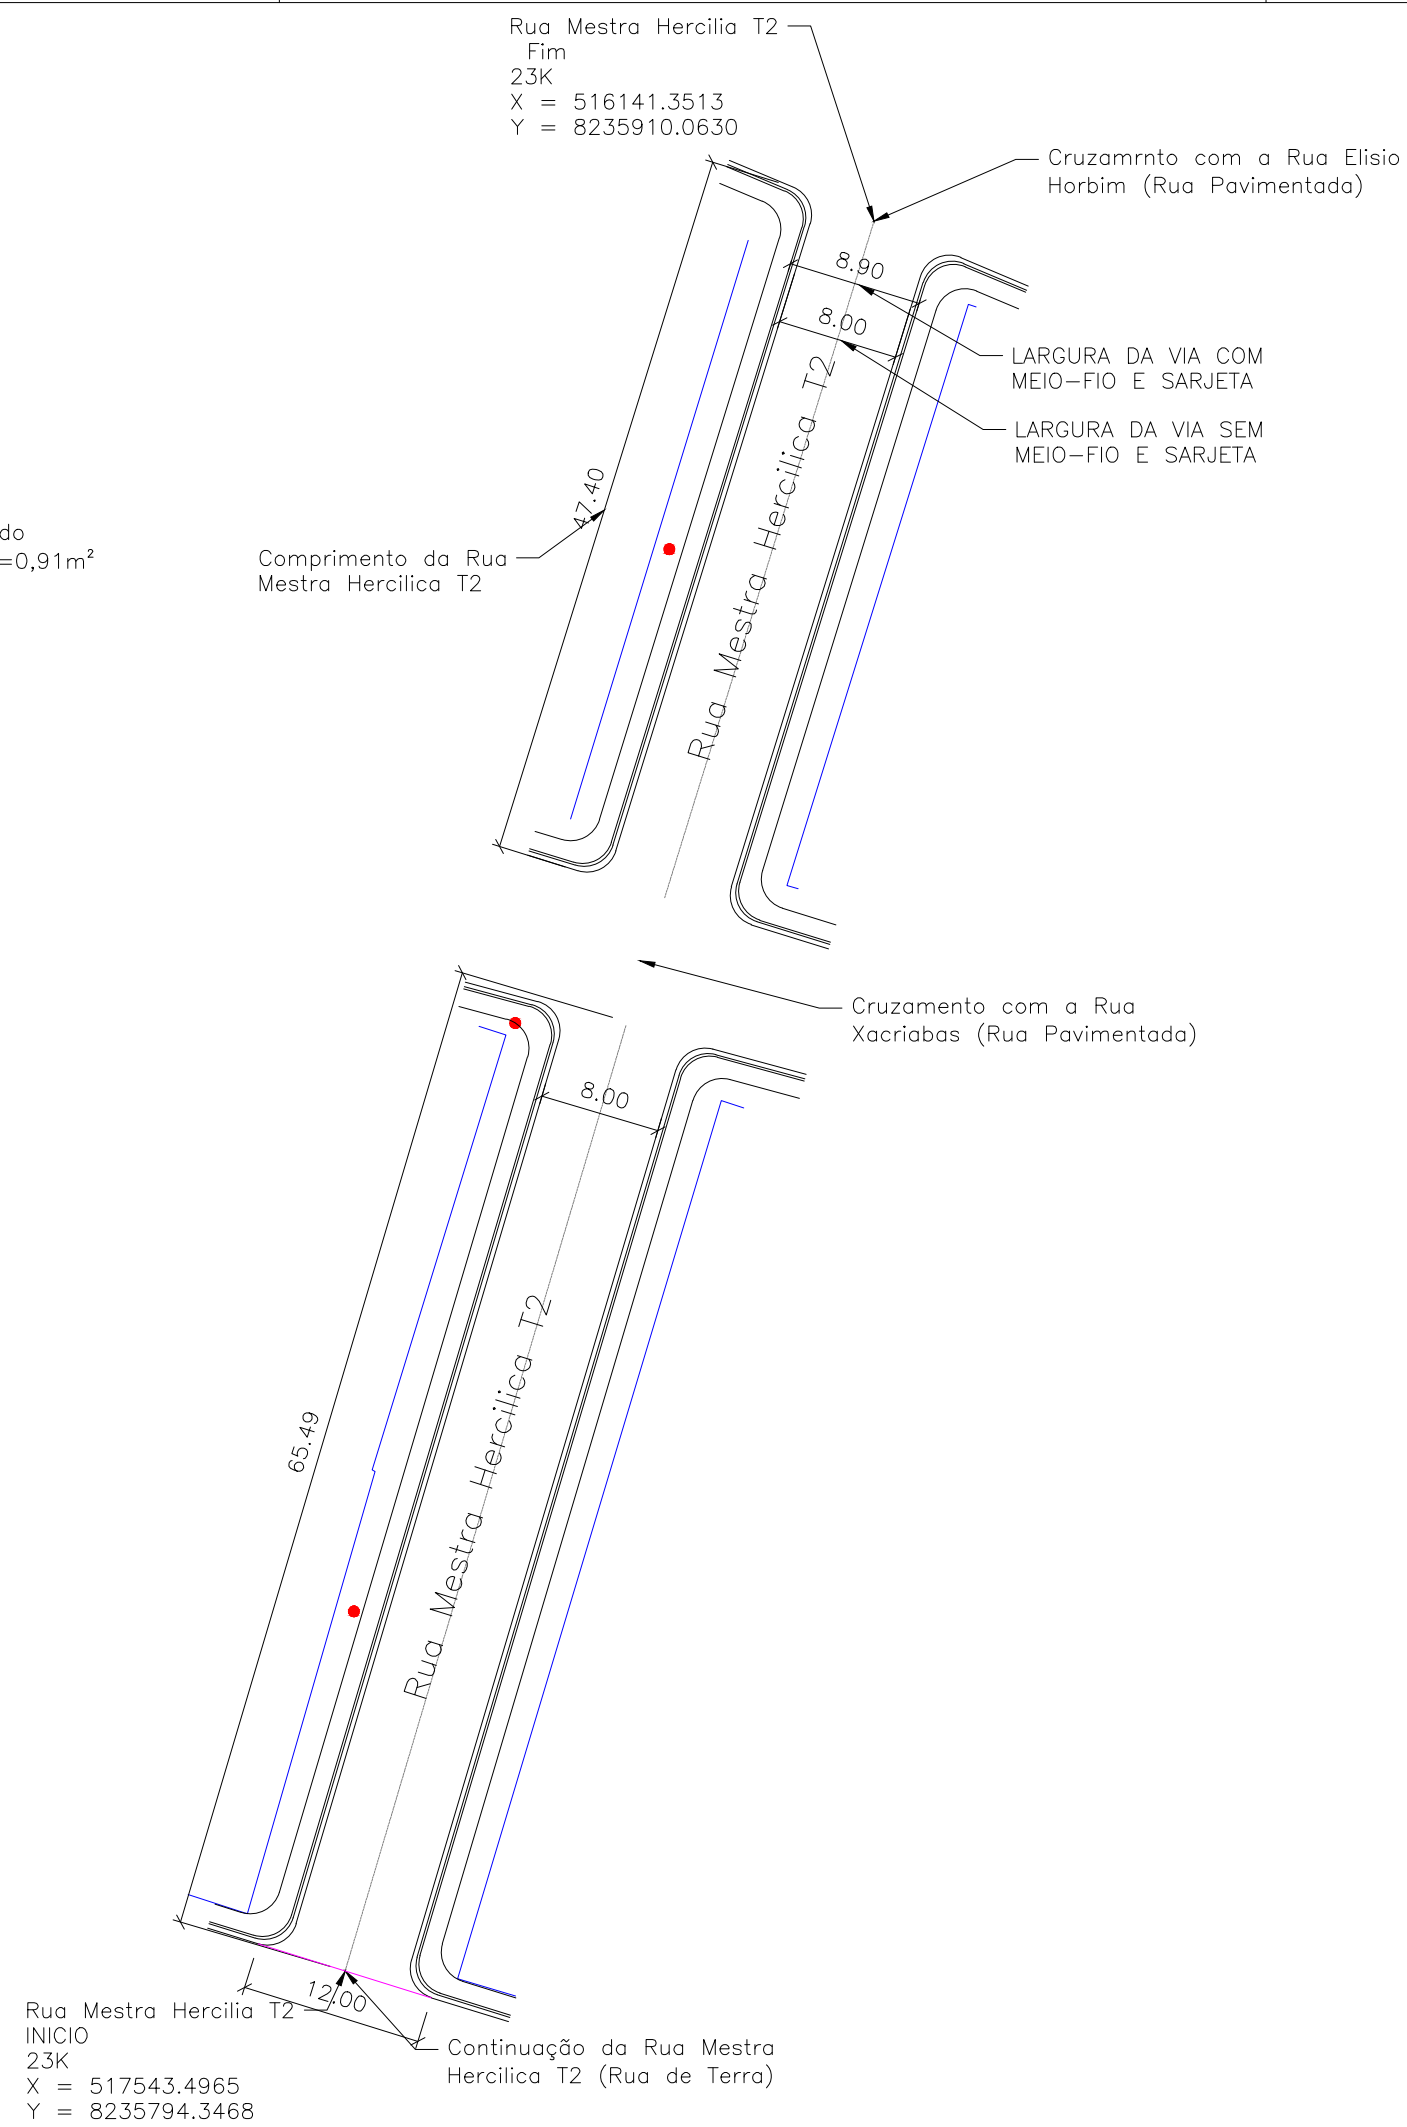 Rua Mestra Hercilia T2
Fim
23K
X = 516141.3513
Y = 8235910.0630
Cruzamrnto com a Rua Elisio
Horbim (Rua Pavimentada)
8.90
8.00
LARGURA DA VIA COM
MEIO-FIO E SARJETA
LARGURA DA VIA SEM
MEIO-FIO E SARJETA
Rua Mestra Hercilica T2
47.40
do
=0,91m²
Comprimento da Rua
Mestra Hercilica T2
Cruzamento com a Rua
Xacriabas (Rua Pavimentada)
8.00
Rua Mestra Hercilica T2
65.49
12.00
Rua Mestra Hercilia T2
INICIO
23K
X = 517543.4965
Y = 8235794.3468
Continuação da Rua Mestra
Hercilica T2 (Rua de Terra)